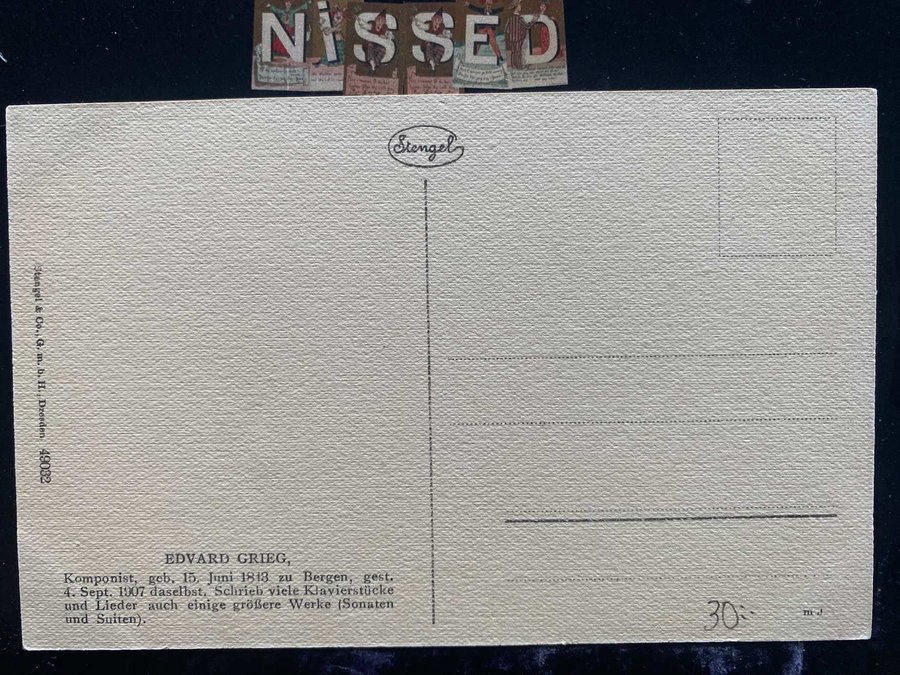 NiSSED
Stengel
Stengel & Co., G. m. b. H., Dresden. 49032
EDVARD GRIEG,
Komponist, geb. 15. Juni 1843 zu Bergen, gest.
4. Sept. 1907 daselbst. Schrieb viele Klavierstücke
und Lieder auch einige größere Werke (Sonaten
und Suiten).
30:-
m J